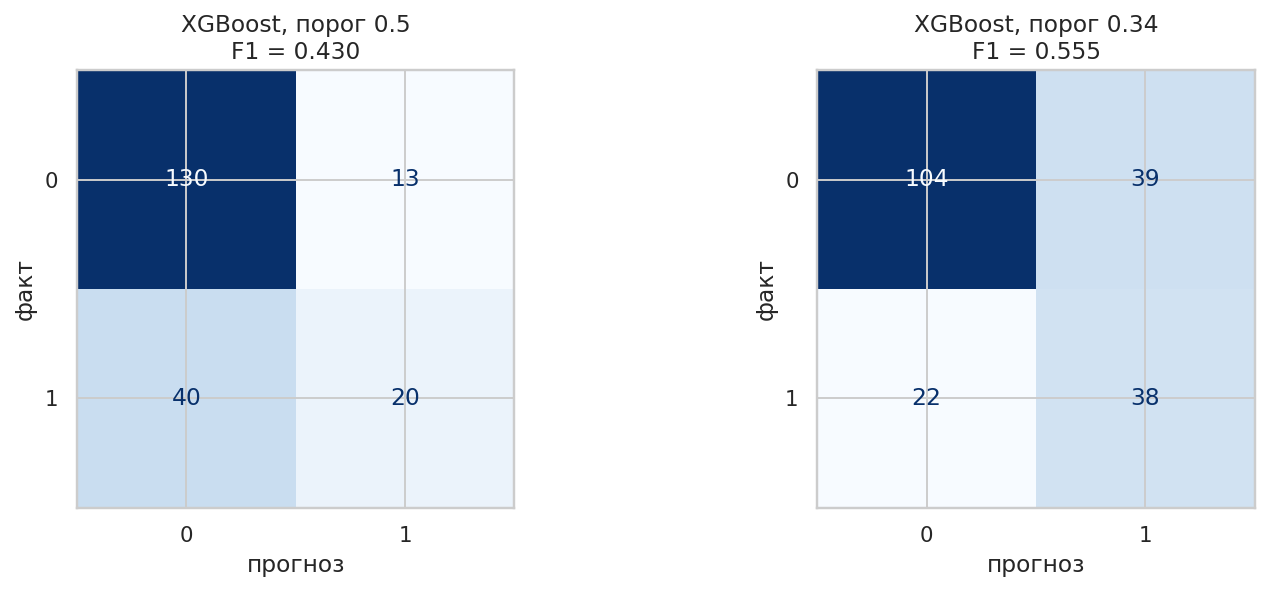 XGBoost, порог 0.5
F1 = 0.430
0
130
13
факт
1
40
20
0
1
прогноз
XGBoost, порог 0.34
F1 = 0.555
0
104
39
факт
1
22
38
0
1
прогноз